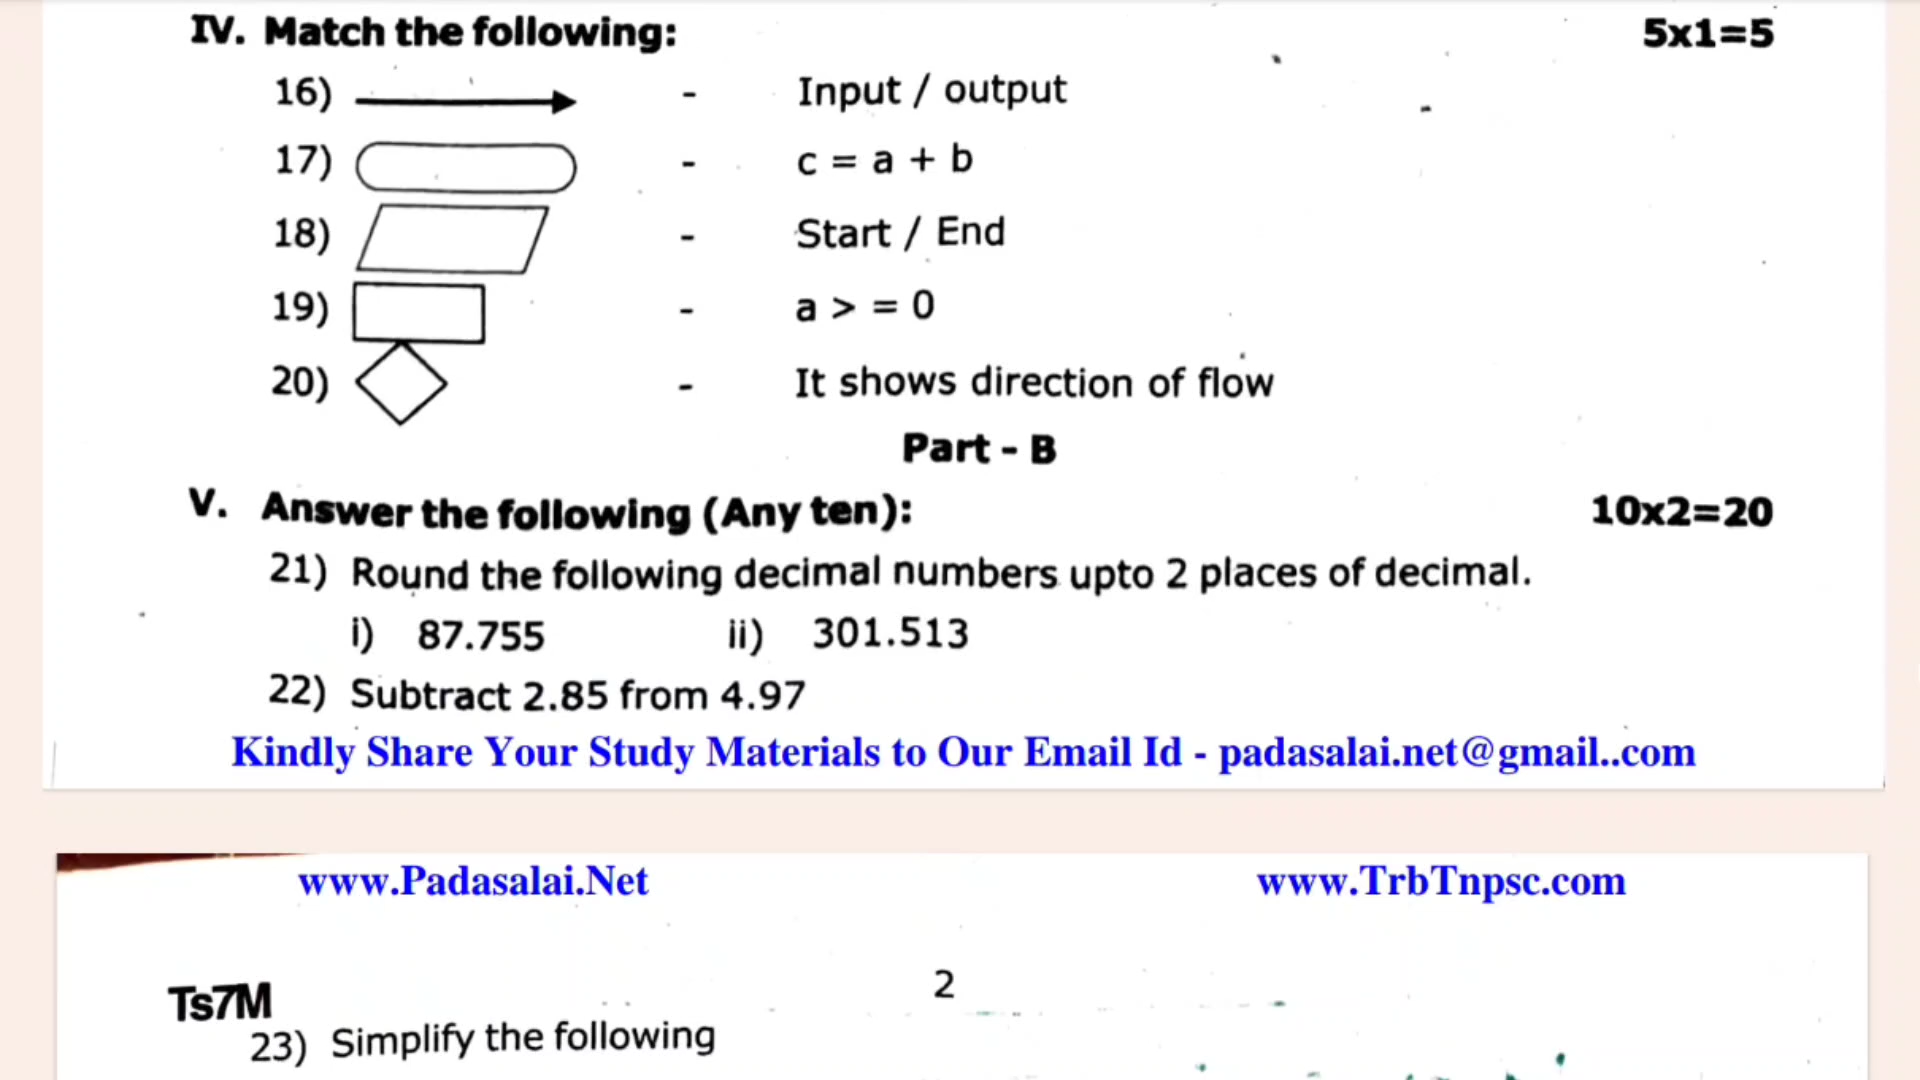 IV. Match the following: 5x1=5
16) - Input / output
17) - c = a + b
18) - Start / End
19) - a > = 0
20) - It shows direction of flow
Part - B
V. Answer the following (Any ten): 10x2=20
21) Round the following decimal numbers upto 2 places of decimal.
i) 87.755 ii) 301.513
22) Subtract 2.85 from 4.97
Kindly Share Your Study Materials to Our Email Id - padasalai.net@gmail..com
www.Padasalai.Net www.TrbTnpsc.com
2
Ts7M
23) Simplify the following